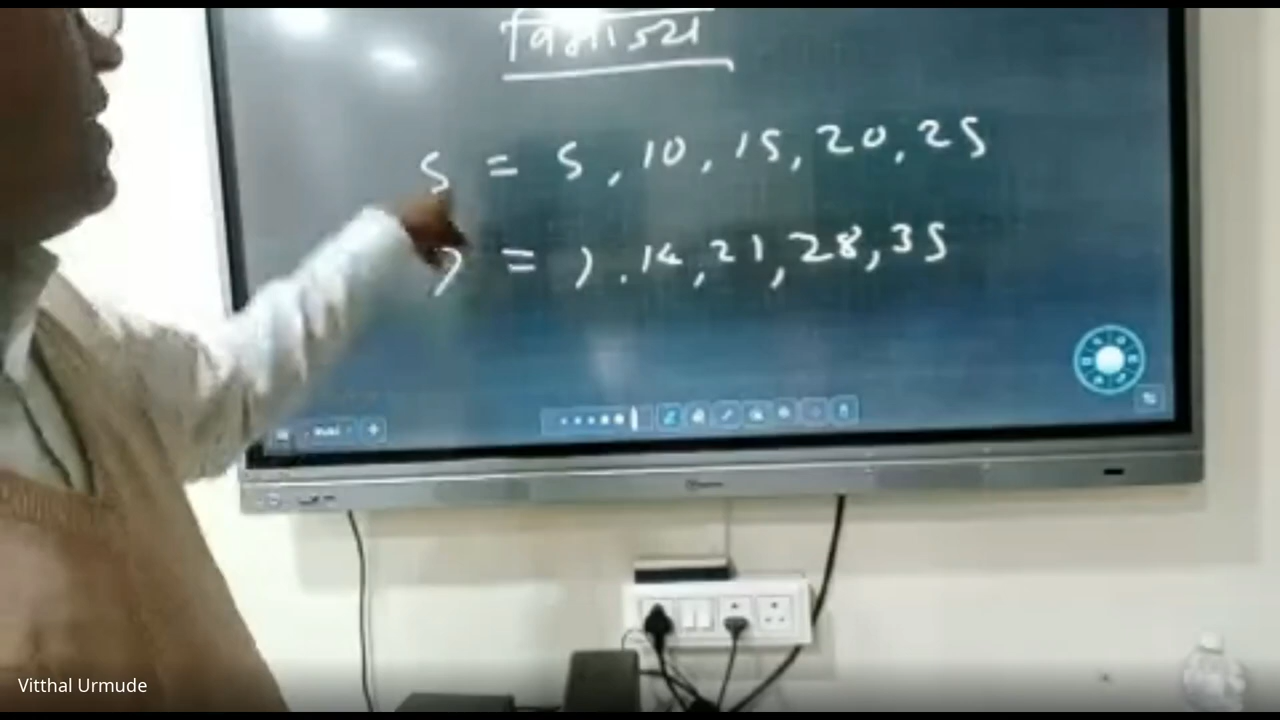 विभाज्य
5 = 5, 10, 15, 20, 25
7 = 7. 14, 21, 28, 35
Vitthal Urmude